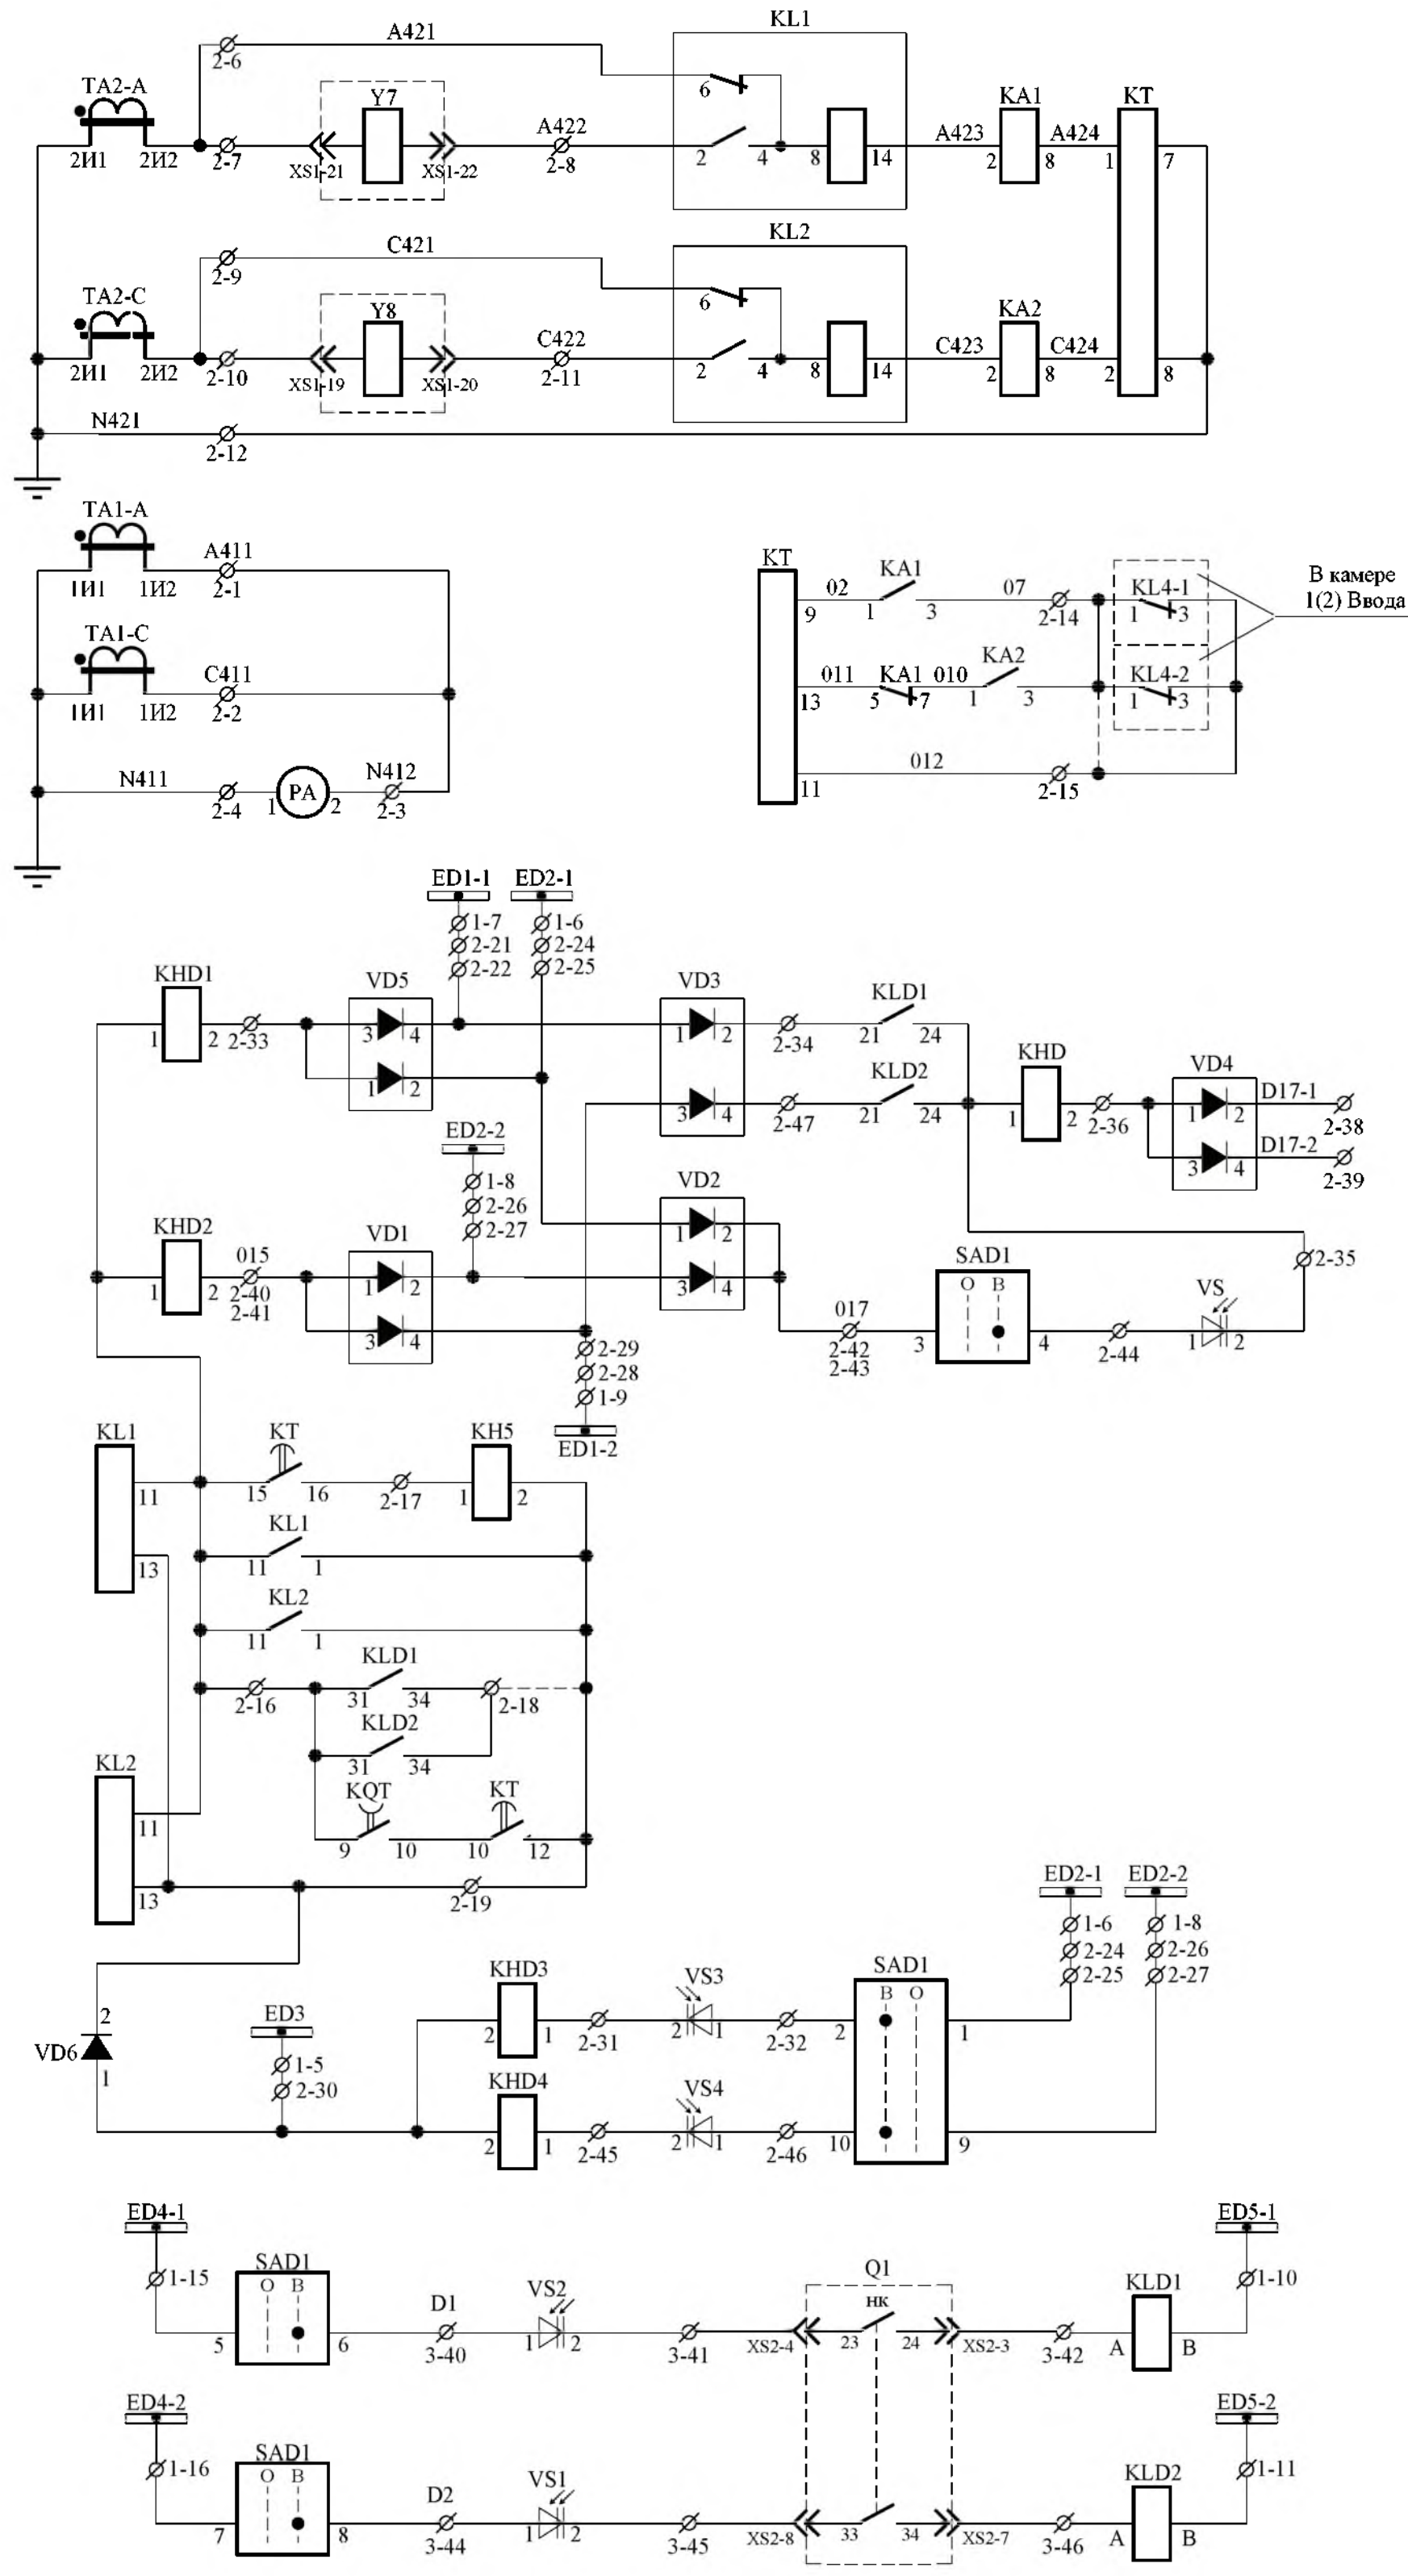 A421
KL1
2-6
TA2-A
Y7
6
KA1
KT
A422
A423
A424
2И1
2И2
2-7
XS1-21
XS1-22
2-8
2
4
8
14
2
8
1
7
C421
KL2
2-9
TA2-C
Y8
6
KA2
C422
C423
C424
2И1
2И2
2-10
XS1-19
XS1-20
2-11
2
4
8
14
2
8
2
8
N421
2-12
TA1-A
A411
1И1
1И2
2-1
TA1-C
C411
1И1
1И2
2-2
N411
N412
2-4
1
PA
2
2-3
KT
02
KA1
07
KL4-1
В камере
1(2) Ввода
9
1
3
2-14
1
3
011
KA1
010
KA2
KL4-2
13
5
7
1
3
1
3
012
11
2-15
ED1-1
ED2-1
1-7
1-6
2-21
2-24
2-22
2-25
KHD1
VD5
VD3
KLD1
1
2
2-33
3
4
1
2
2-34
21
24
1
2
KLD2
KHD
VD4
3
4
2-47
21
24
1
2
2-36
1
2
D17-1
2-38
3
4
D17-2
2-39
ED2-2
1-8
2-26
2-27
VD2
1
2
KHD2
015
VD1
SAD1
2-35
1
2
2-40
2-41
1
2
3
4
O
B
VS
3
4
017
2-42
2-43
3
4
2-44
1
2
2-29
2-28
1-9
ED1-2
KL1
KT
KH5
11
15
16
2-17
1
2
KL1
13
11
1
KL2
11
1
KLD1
2-16
31
34
2-18
KLD2
31
34
KL2
KQT
KT
11
9
10
10
12
13
2-19
ED2-1
ED2-2
1-6
1-8
2-24
2-26
2-25
2-27
KHD3
VS3
SAD1
B
O
2
VD6
1
ED3
1-5
2-30
2
1
2-31
2
1
2-32
2
1
KHD4
VS4
2
1
2-45
2
1
2-46
10
9
ED4-1
ED5-1
1-15
SAD1
Q1
1-10
O
B
D1
VS2
НК
KLD1
5
6
3-40
1
2
3-41
XS2-4
23
24
XS2-3
3-42
A
B
ED4-2
ED5-2
1-16
SAD1
1-11
O
B
D2
VS1
KLD2
7
8
3-44
1
2
3-45
XS2-8
33
34
XS2-7
3-46
A
B